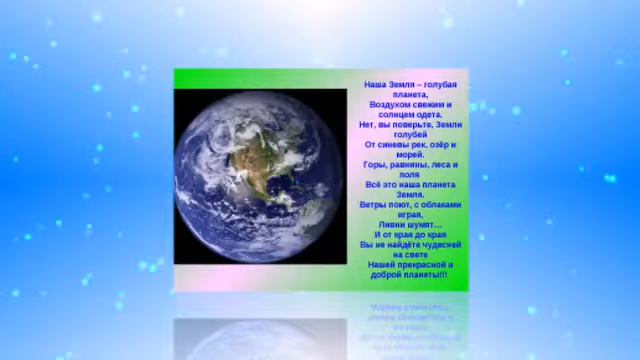 Наша Земля – голубая
планета,
Воздухом свежим и
солнцем одета.
Нет, вы поверьте, Земли
голубей
От синевы рек, озёр и
морей.
Горы, равнины, леса и
поля
Всё это наша планета
Земля.
Ветры поют, с облаками
играя,
Ливни шумят...
И от края до края
Вы не найдёте чудесней
на свете
Нашей прекрасной и
доброй планеты!!!